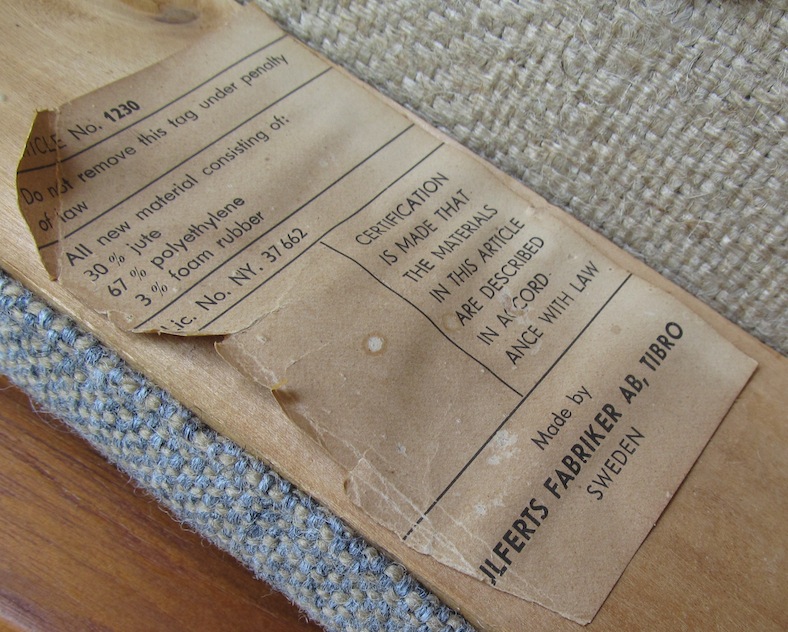 TICLE No. 1230
Do not remove this tag under penalty
of law
All new material consisting of:
30 % jute
67 % polyethylene
3 % foam rubber
Lic. No. NY. 37 662
CERTIFICATION
IS MADE THAT
THE MATERIALS
IN THIS ARTICLE
ARE DESCRIBED
IN ACCORD-
ANCE WITH LAW
Made by
ULFERTS FABRIKER AB, TIBRO
SWEDEN